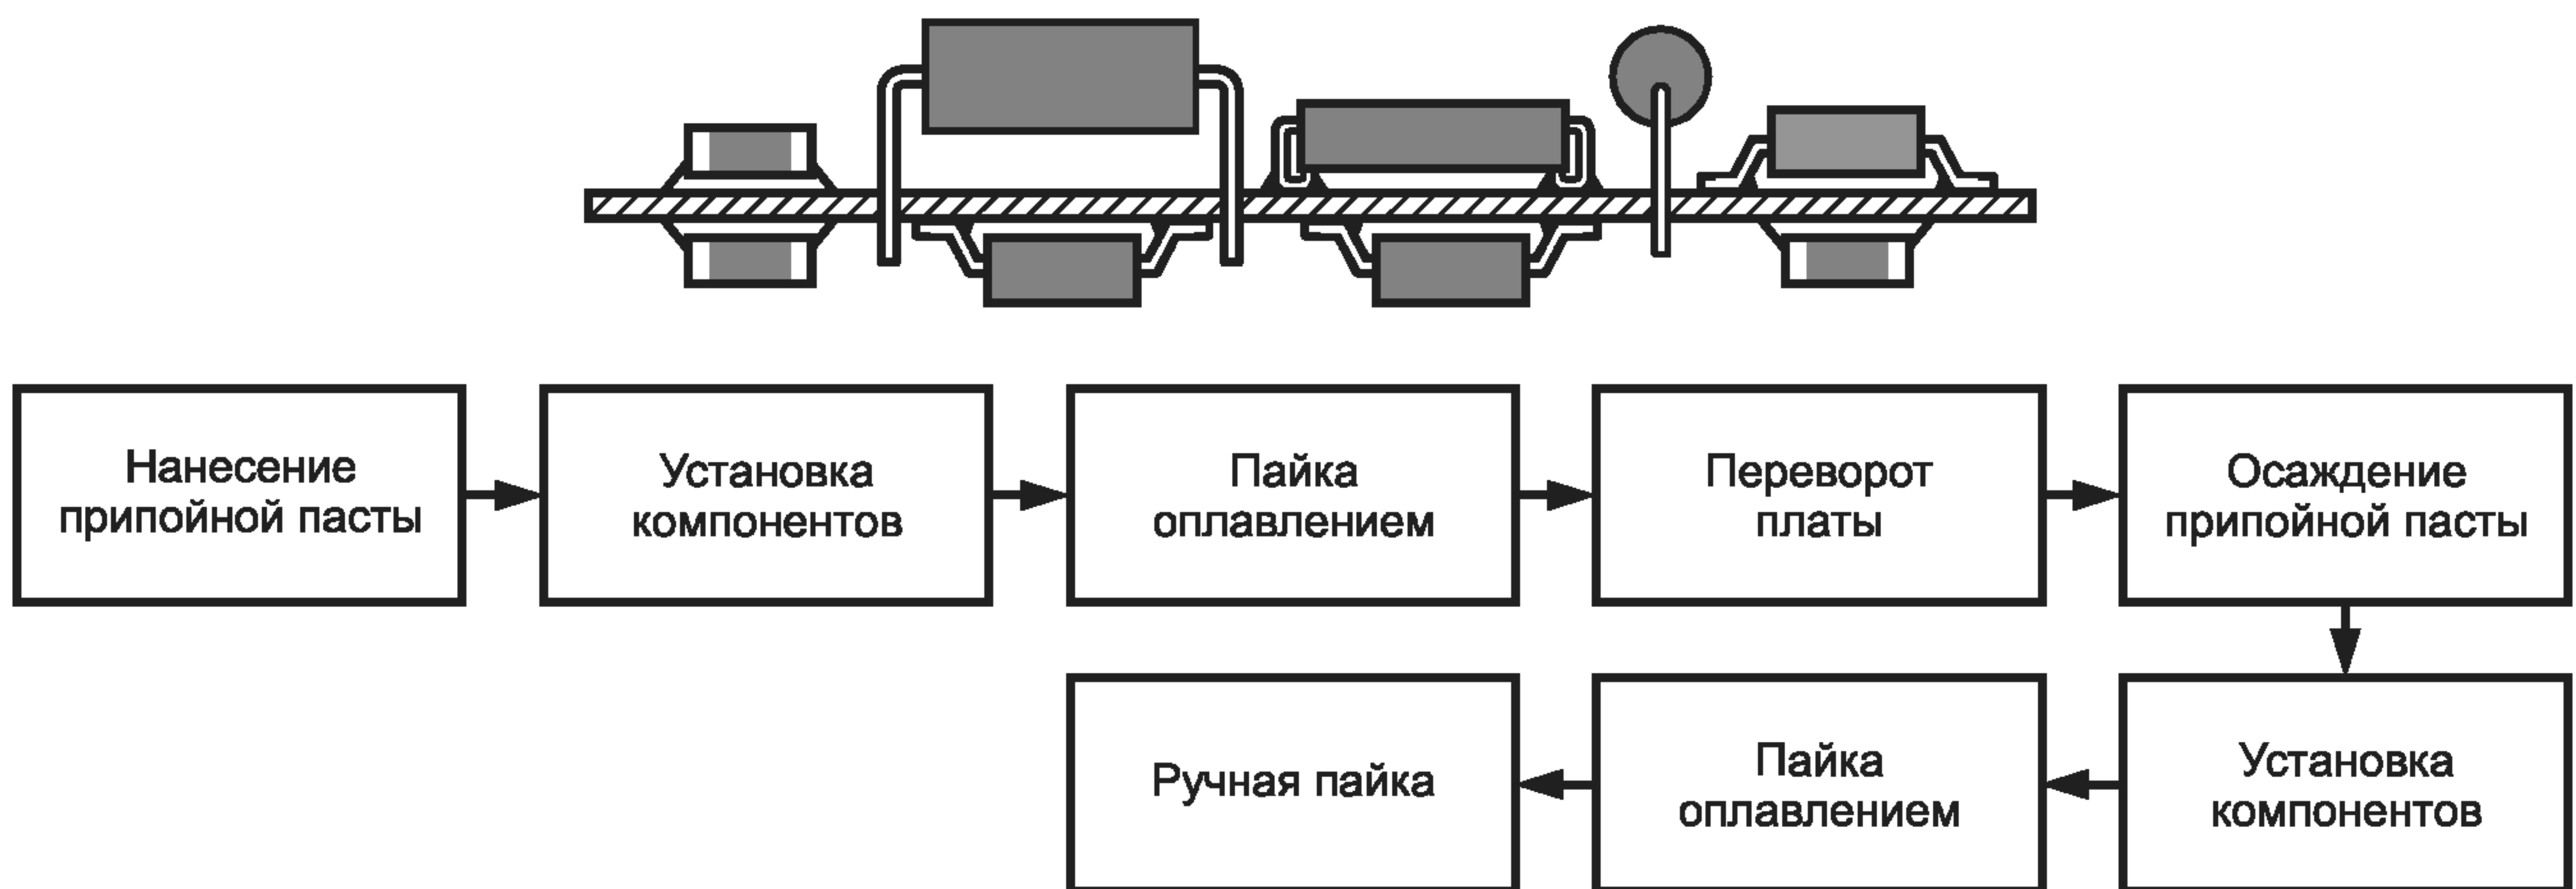 Нанесение
припойной пасты
Установка
компонентов
Пайка
оплавлением
Переворот
платы
Осаждение
припойной пасты
Установка
компонентов
Пайка
оплавлением
Ручная пайка